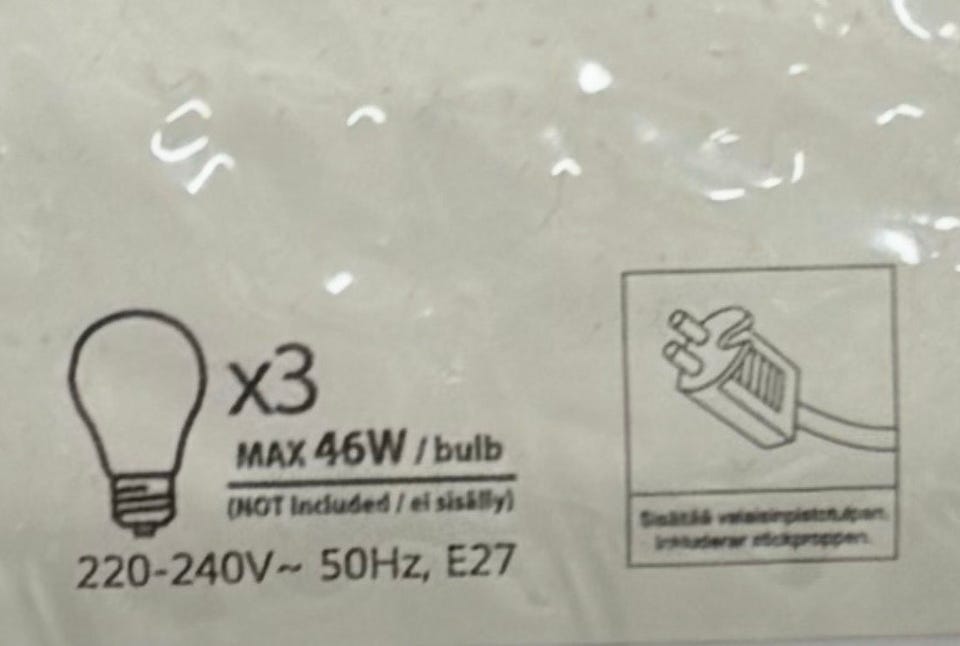 x3
MAX 46W / bulb
(NOT Included / ei sisälly)
220-240V~ 50Hz, E27
Sisältää valaisinpistotulpan.
Inkluderar stickproppen.